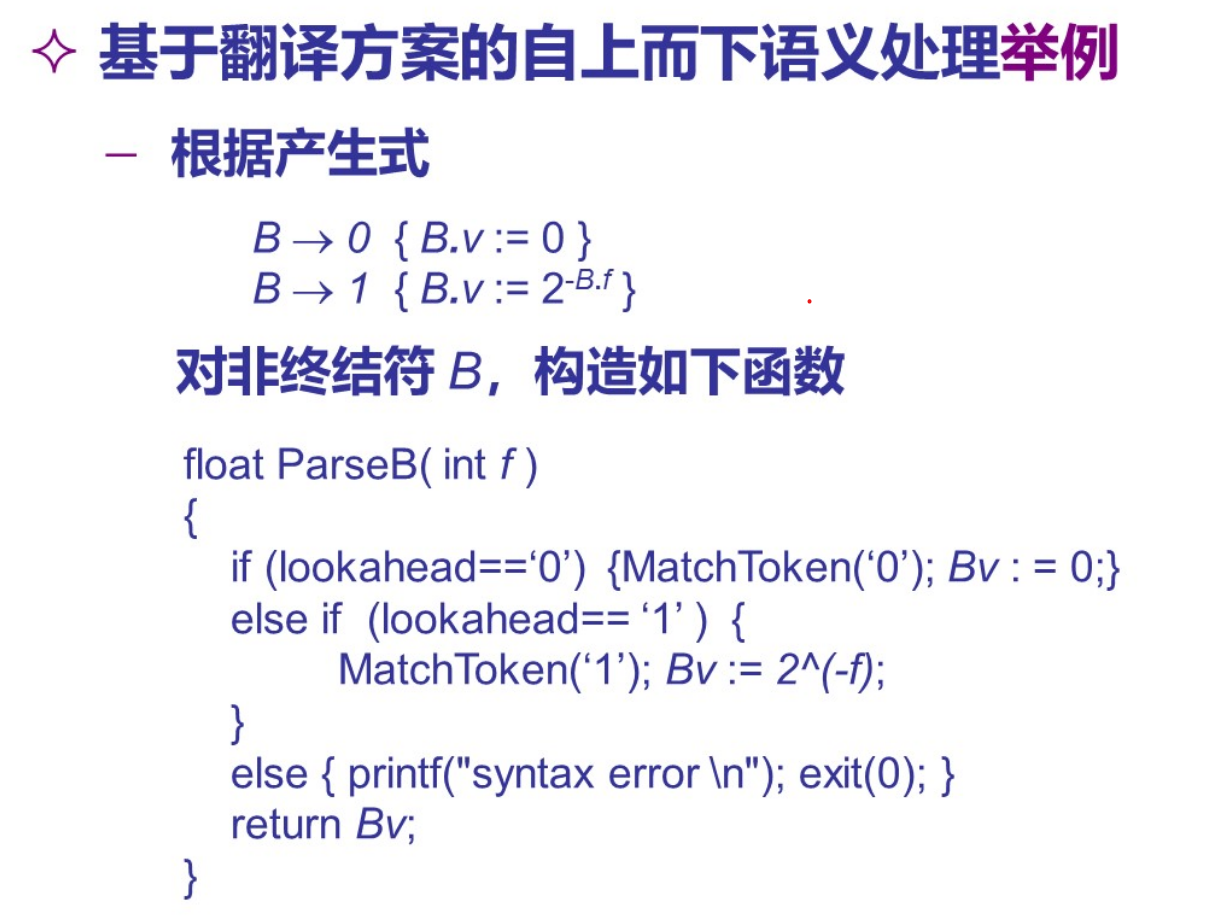 ✧ 基于翻译方案的自上而下语义处理举例
– 根据产生式
B → 0 { B.v := 0 }
B → 1 { B.v := 2⁻ᴮ·ᶠ }
对非终结符 B，构造如下函数
float ParseB( int f )
{
if (lookahead==‘0’) {MatchToken(‘0’); Bv : = 0;}
else if (lookahead== ‘1’ ) {
MatchToken(‘1’); Bv := 2^(-f);
}
else { printf("syntax error \n"); exit(0); }
return Bv;
}